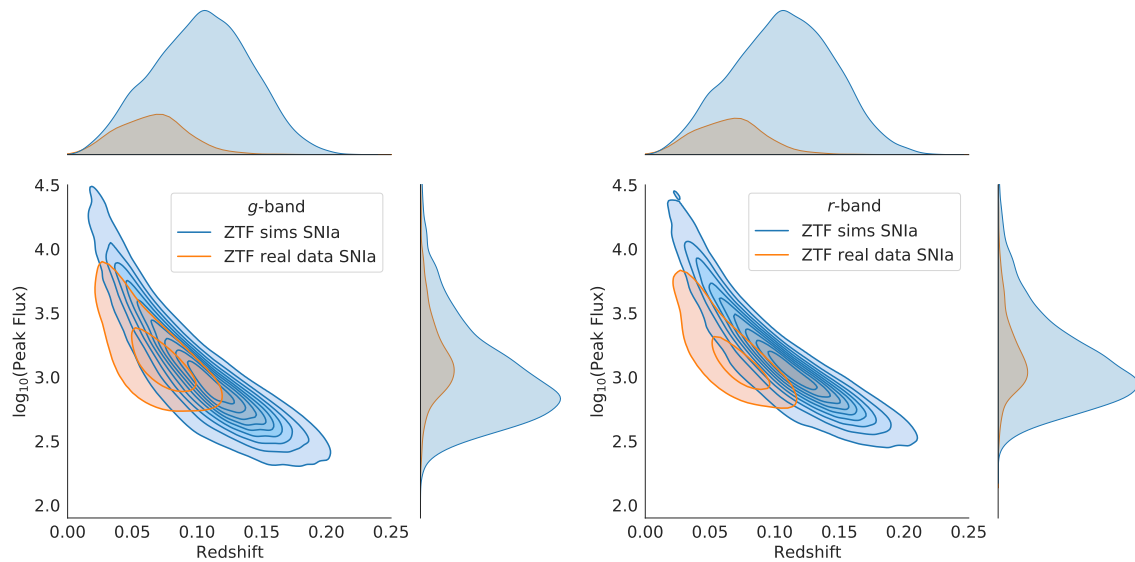 4.5
4.0
3.5
3.0
2.5
2.0
log₁₀(Peak Flux)
g-band
ZTF sims SNIa
ZTF real data SNIa
0.00 0.05 0.10 0.15 0.20 0.25
Redshift
4.5
4.0
3.5
3.0
2.5
2.0
log₁₀(Peak Flux)
r-band
ZTF sims SNIa
ZTF real data SNIa
0.00 0.05 0.10 0.15 0.20 0.25
Redshift